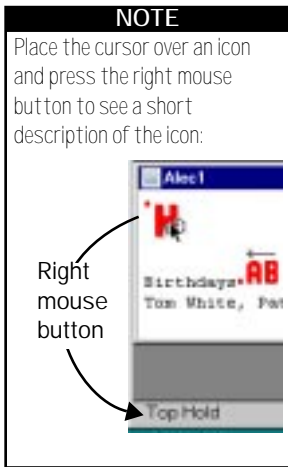 NOTE
Place the cursor over an icon
and press the right mouse
button to see a short
description of the icon:
Alec1
H
Birthdays AB
Tom White, Pat
Right
mouse
button
Top Hold